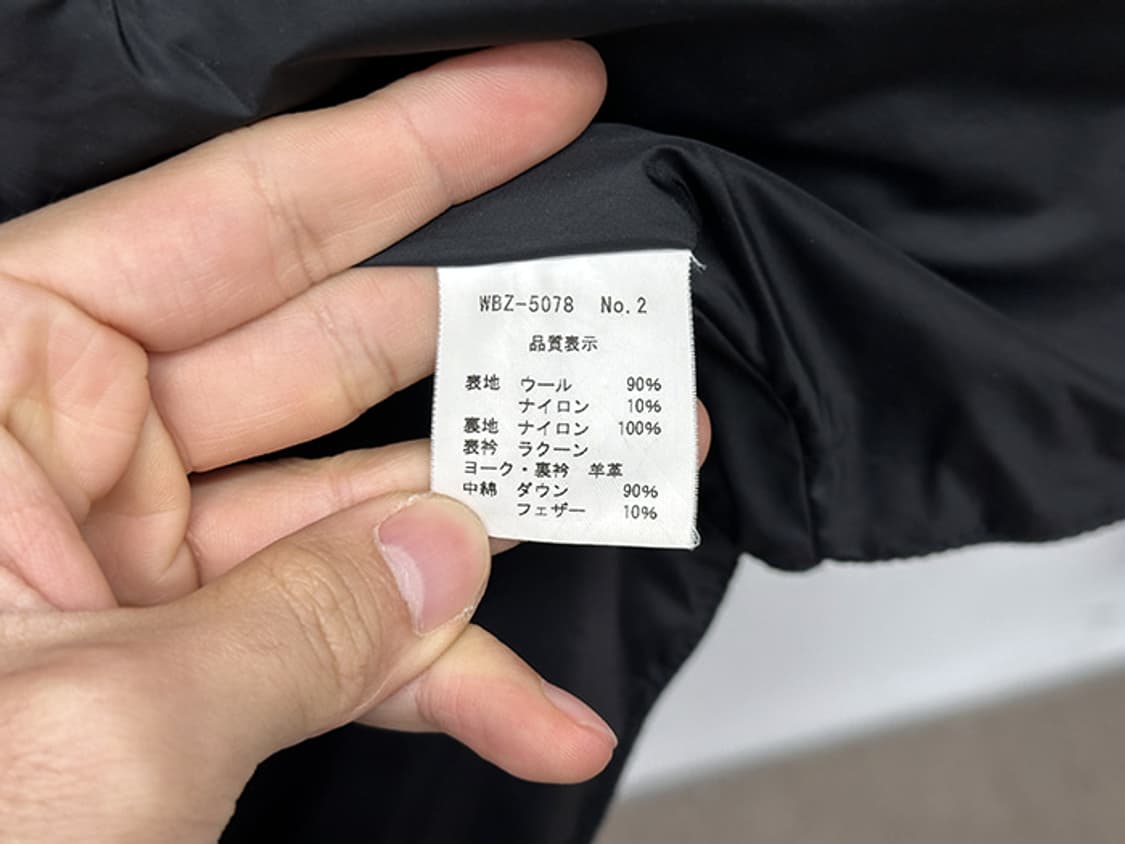 WBZ-5078 No.2
品質表示
表地 ウール 90%
ナイロン 10%
裏地 ナイロン 100%
表衿 ラクーン
ヨーク・裏衿 羊革
中綿 ダウン 90%
フェザー 10%